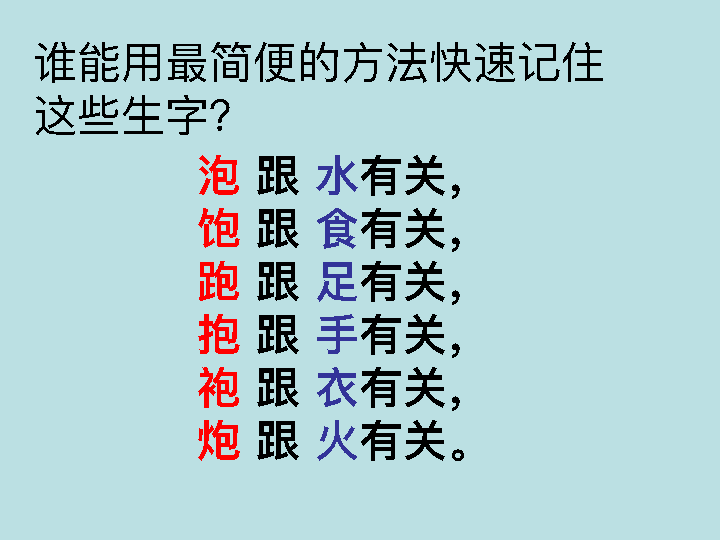 谁能用最简便的方法快速记住
这些生字?
泡 跟 水有关,
饱 跟 食有关,
跑 跟 足有关,
抱 跟 手有关,
袍 跟 衣有关,
炮 跟 火有关。